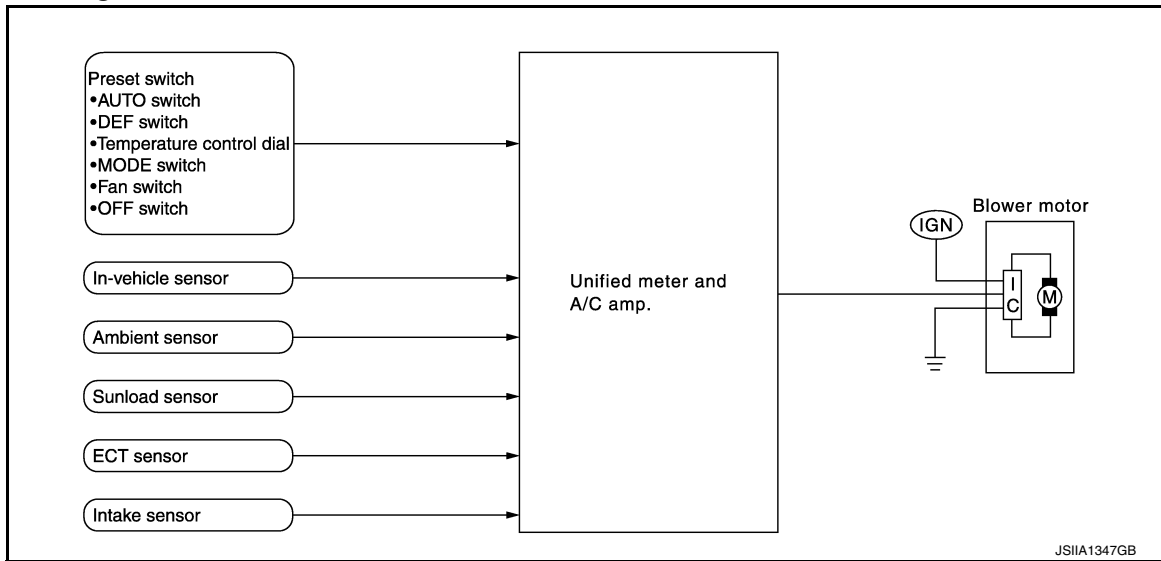 Preset switch
•AUTO switch
•DEF switch
•Temperature control dial
•MODE switch
•Fan switch
•OFF switch
In-vehicle sensor
Ambient sensor
Sunload sensor
ECT sensor
Intake sensor
Unified meter and
A/C amp.
Blower motor
IGN
I
C
M
JSIIA1347GB